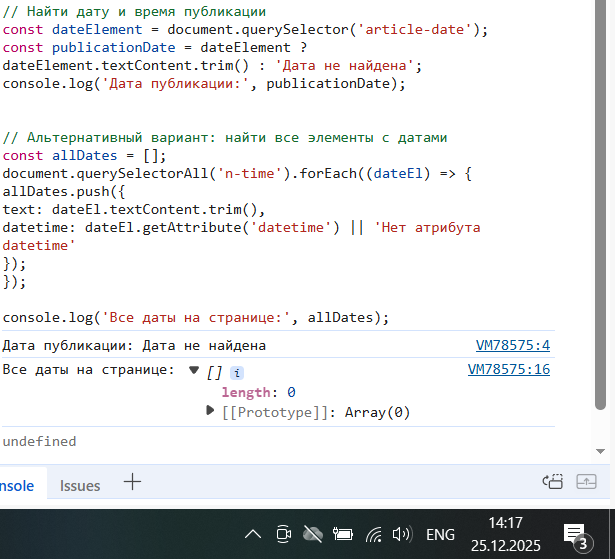 // Найти дату и время публикации
const dateElement = document.querySelector('article-date');
const publicationDate = dateElement ?
dateElement.textContent.trim() : 'Дата не найдена';
console.log('Дата публикации:', publicationDate);
// Альтернативный вариант: найти все элементы с датами
const allDates = [];
document.querySelectorAll('n-time').forEach((dateEl) => {
allDates.push({
text: dateEl.textContent.trim(),
datetime: dateEl.getAttribute('datetime') || 'Нет атрибута
datetime'
});
});
console.log('Все даты на странице:', allDates);
Дата публикации: Дата не найдена VM78575:4
Все даты на странице: ▼ [] i VM78575:16
length: 0
▶ [[Prototype]]: Array(0)
undefined
nsole Issues +
ENG 14:17 3
25.12.2025